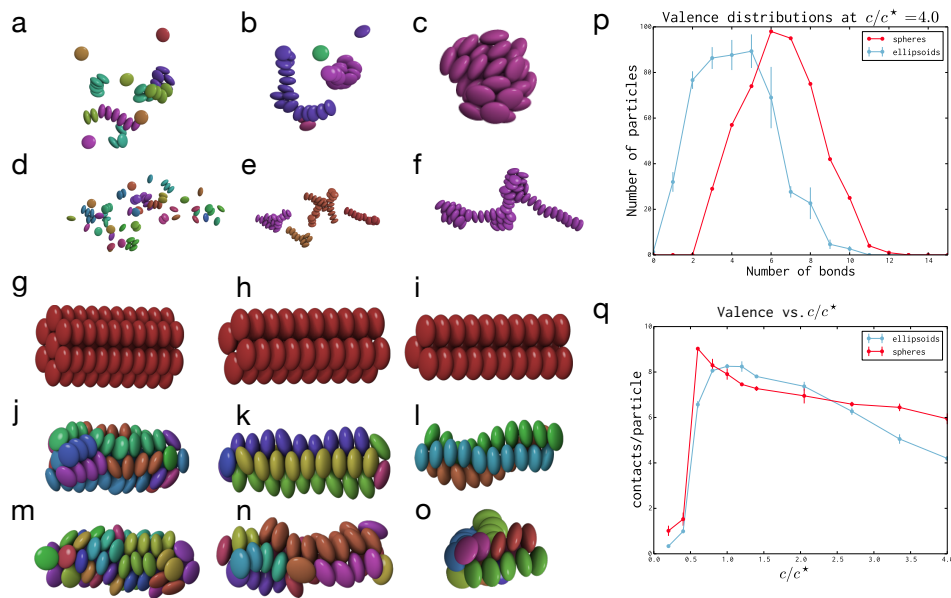 a
b
c
d
e
f
g
h
i
j
k
l
m
n
o
p
Valence distributions at c/c⋆ =4.0
spheres
ellipsoids
100
80
60
40
20
0
Number of particles
0 2 4 6 8 10 12 14
Number of bonds
q
Valence vs. c/c⋆
ellipsoids
spheres
10
8
6
4
2
0
contacts/particle
0.0 0.5 1.0 1.5 2.0 2.5 3.0 3.5 4.0
c/c⋆